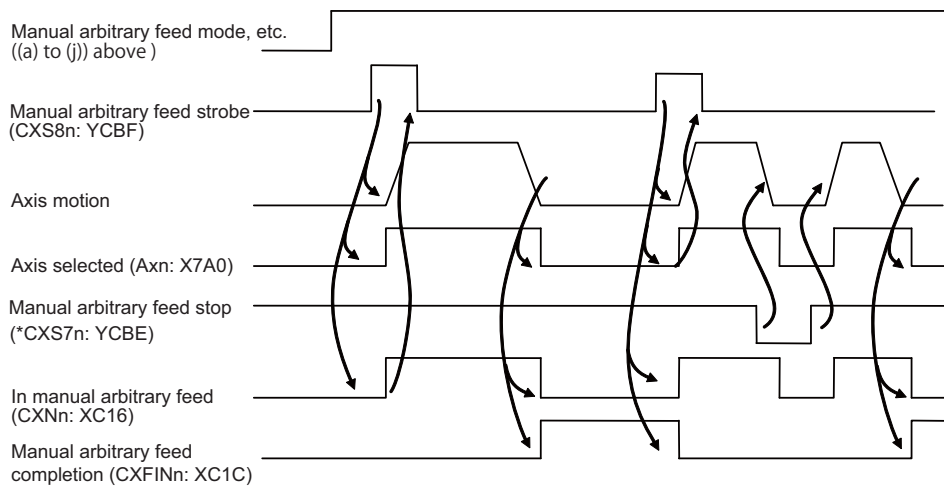 Manual arbitrary feed mode, etc.
((a) to (j)) above )
Manual arbitrary feed strobe
(CXS8n: YCBF)
Axis motion
Axis selected (Axn: X7A0)
Manual arbitrary feed stop
(*CXS7n: YCBE)
In manual arbitrary feed
(CXNn: XC16)
Manual arbitrary feed
completion (CXFINn: XC1C)